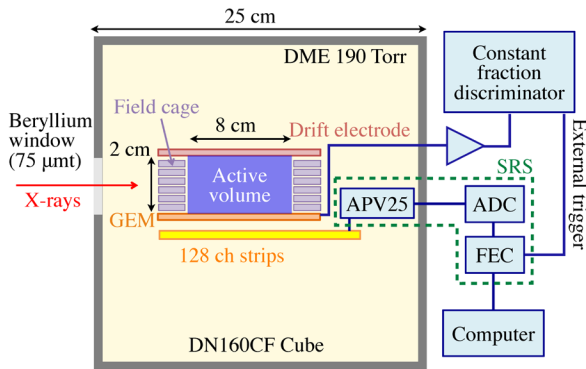 25 cm
DME 190 Torr
Constant
fraction
discriminator
Beryllium
window
(75 μmt)
Field cage
8 cm
Drift electrode
2 cm
Active
volume
X-rays
GEM
128 ch strips
SRS
APV25
ADC
FEC
External trigger
Computer
DN160CF Cube